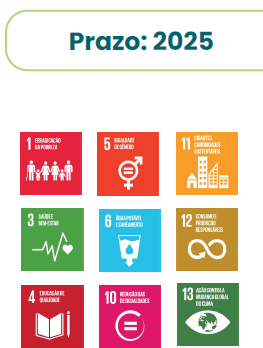 Prazo: 2025
1 ERRADICAÇÃO
DA POBREZA
5 IGUALDADE
DE GÊNERO
11 CIDADES E
COMUNIDADES
SUSTENTÁVEIS
3 SAÚDE E
BEM-ESTAR
6 ÁGUA POTÁVEL
E SANEAMENTO
12 CONSUMO E
PRODUÇÃO
RESPONSÁVEIS
4 EDUCAÇÃO DE
QUALIDADE
10 REDUÇÃO DAS
DESIGUALDADES
13 AÇÃO CONTRA A
MUDANÇA GLOBAL
DO CLIMA